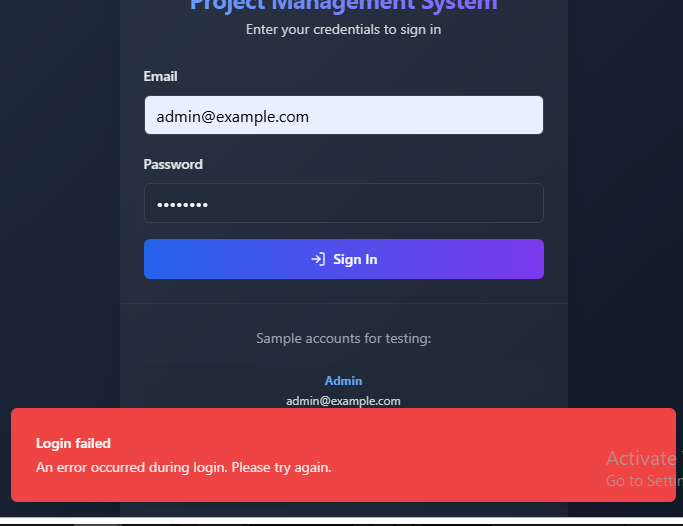 Project Management System
Enter your credentials to sign in
Email
admin@example.com
Password
••••••••
Sign In
Sample accounts for testing:
Admin
admin@example.com
Login failed
An error occurred during login. Please try again.
Activate
Go to Settin